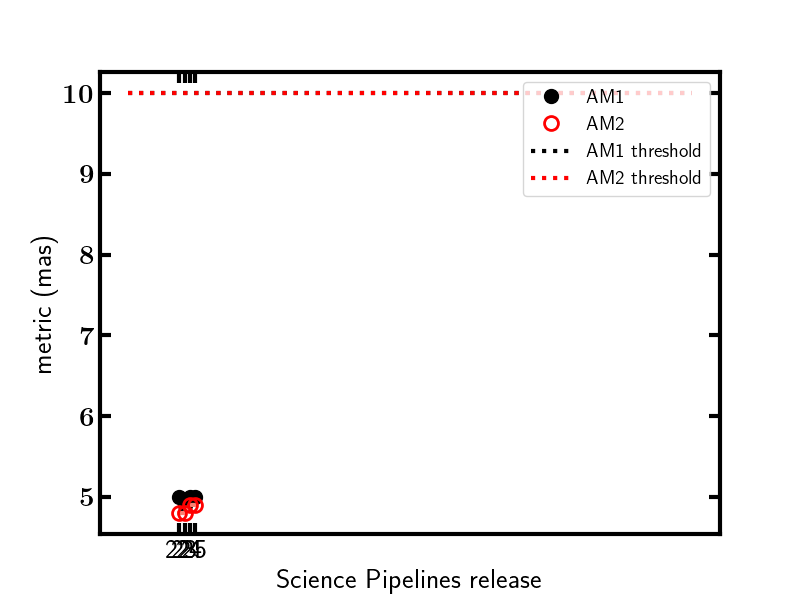 10
9
8
7
6
5
metric (mas)
AM1
AM2
AM1 threshold
AM2 threshold
Science Pipelines release